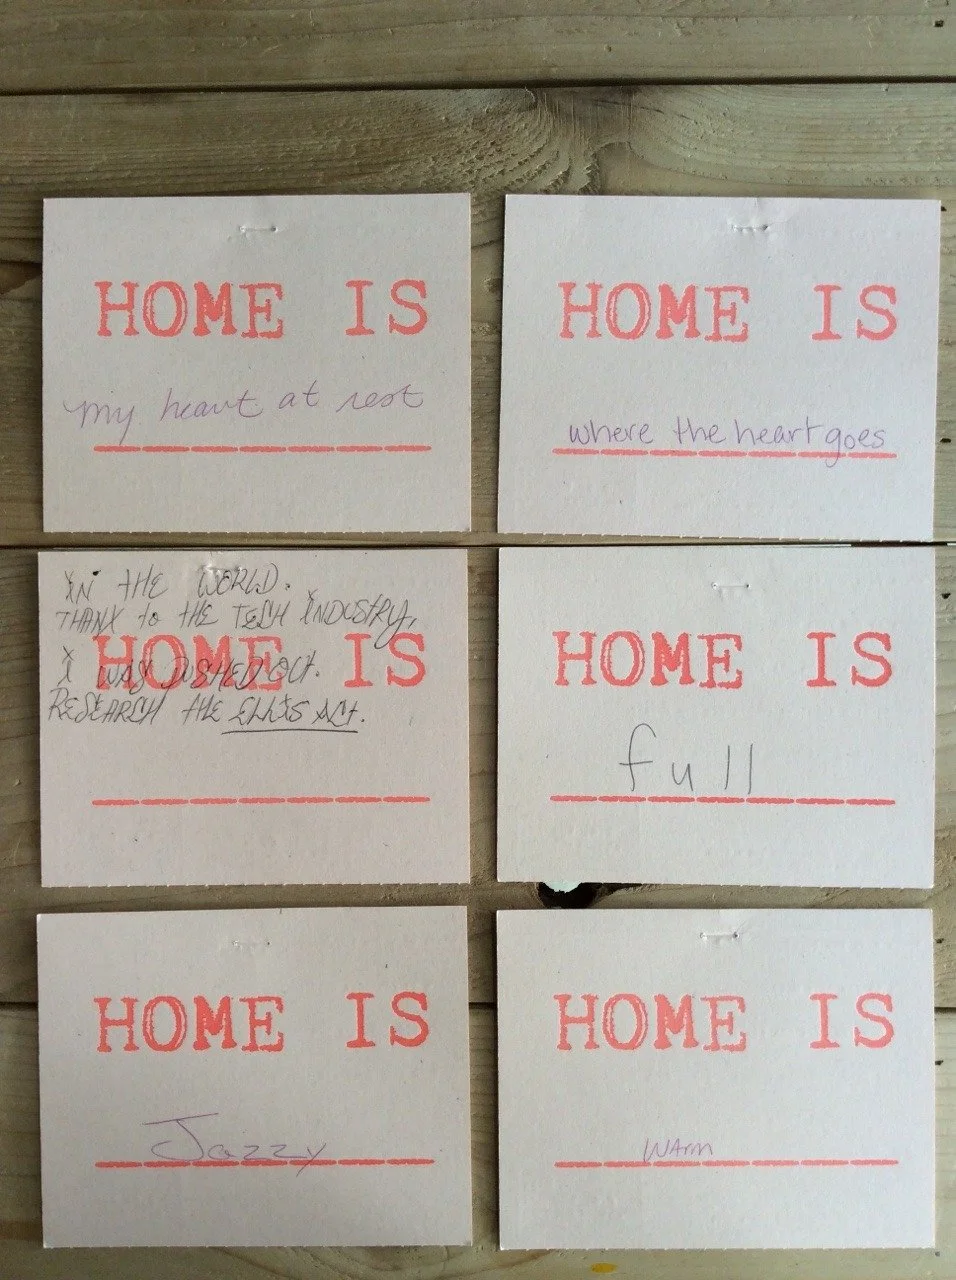 HOME IS
my heart at rest
HOME IS
where the heart goes
IN THE WORLD.
THANX to tHE TECH INDUSTRY,
HOME IS
I WAS PUSHED OUt.
RESEARCH tHE ELLIS ACt.
HOME IS
full
HOME IS
Jazzy
HOME IS
WArm